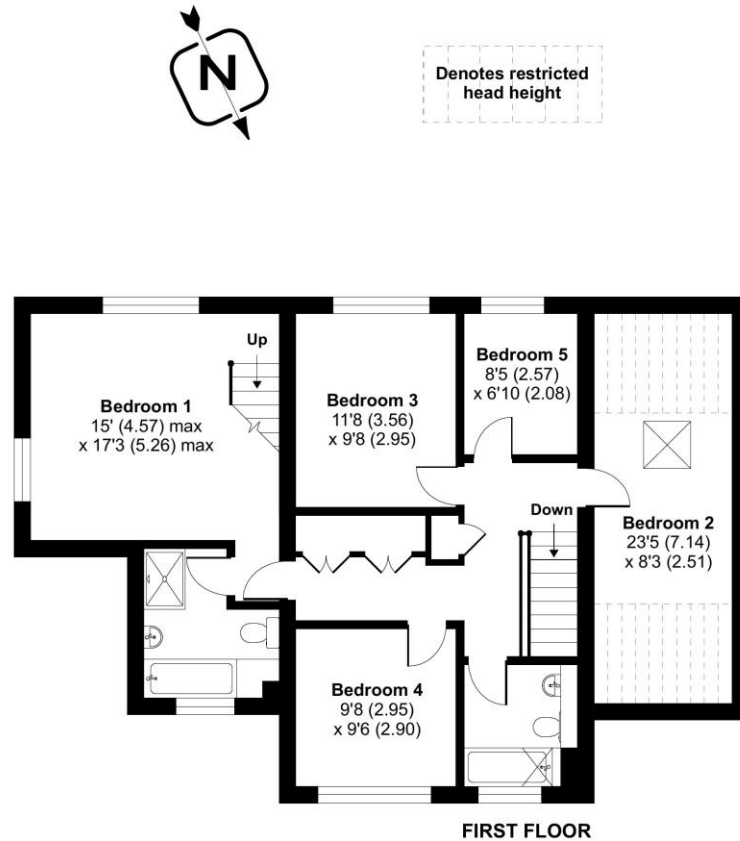 N
Denotes restricted
head height
Up
Bedroom 1
15' (4.57) max
x 17'3 (5.26) max
Bedroom 3
11'8 (3.56)
x 9'8 (2.95)
Bedroom 5
8'5 (2.57)
x 6'10 (2.08)
Down
Bedroom 2
23'5 (7.14)
x 8'3 (2.51)
Bedroom 4
9'8 (2.95)
x 9'6 (2.90)
FIRST FLOOR